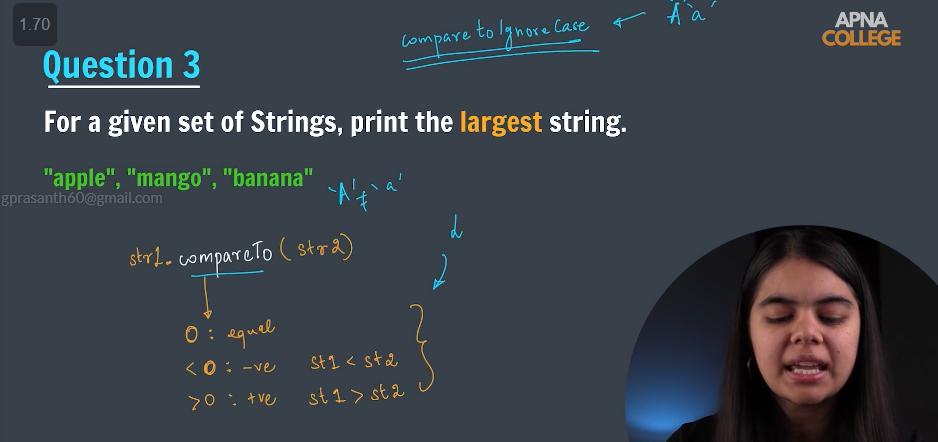 1.70
compare to Ignore Case ← 'A' 'a'
APNA
COLLEGE
Question 3
For a given set of Strings, print the largest string.
"apple", "mango", "banana"
gprasanth60@gmail.com
'A' ≠ 'a'
str1.compareTo (str2)
0 : equal
<0 : -ve st1 < st2
>0 : +ve st1 > st2